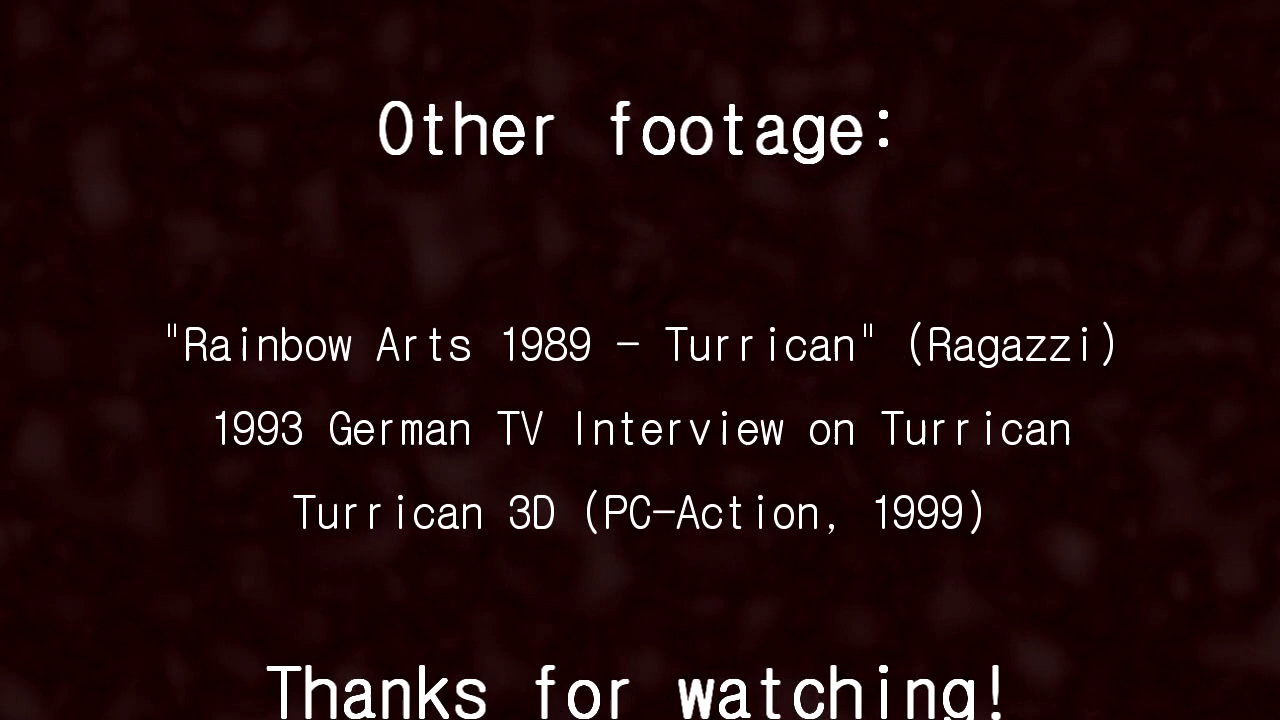 Other footage:
"Rainbow Arts 1989 - Turrican" (Ragazzi)
1993 German TV Interview on Turrican
Turrican 3D (PC-Action, 1999)
Thanks for watching!